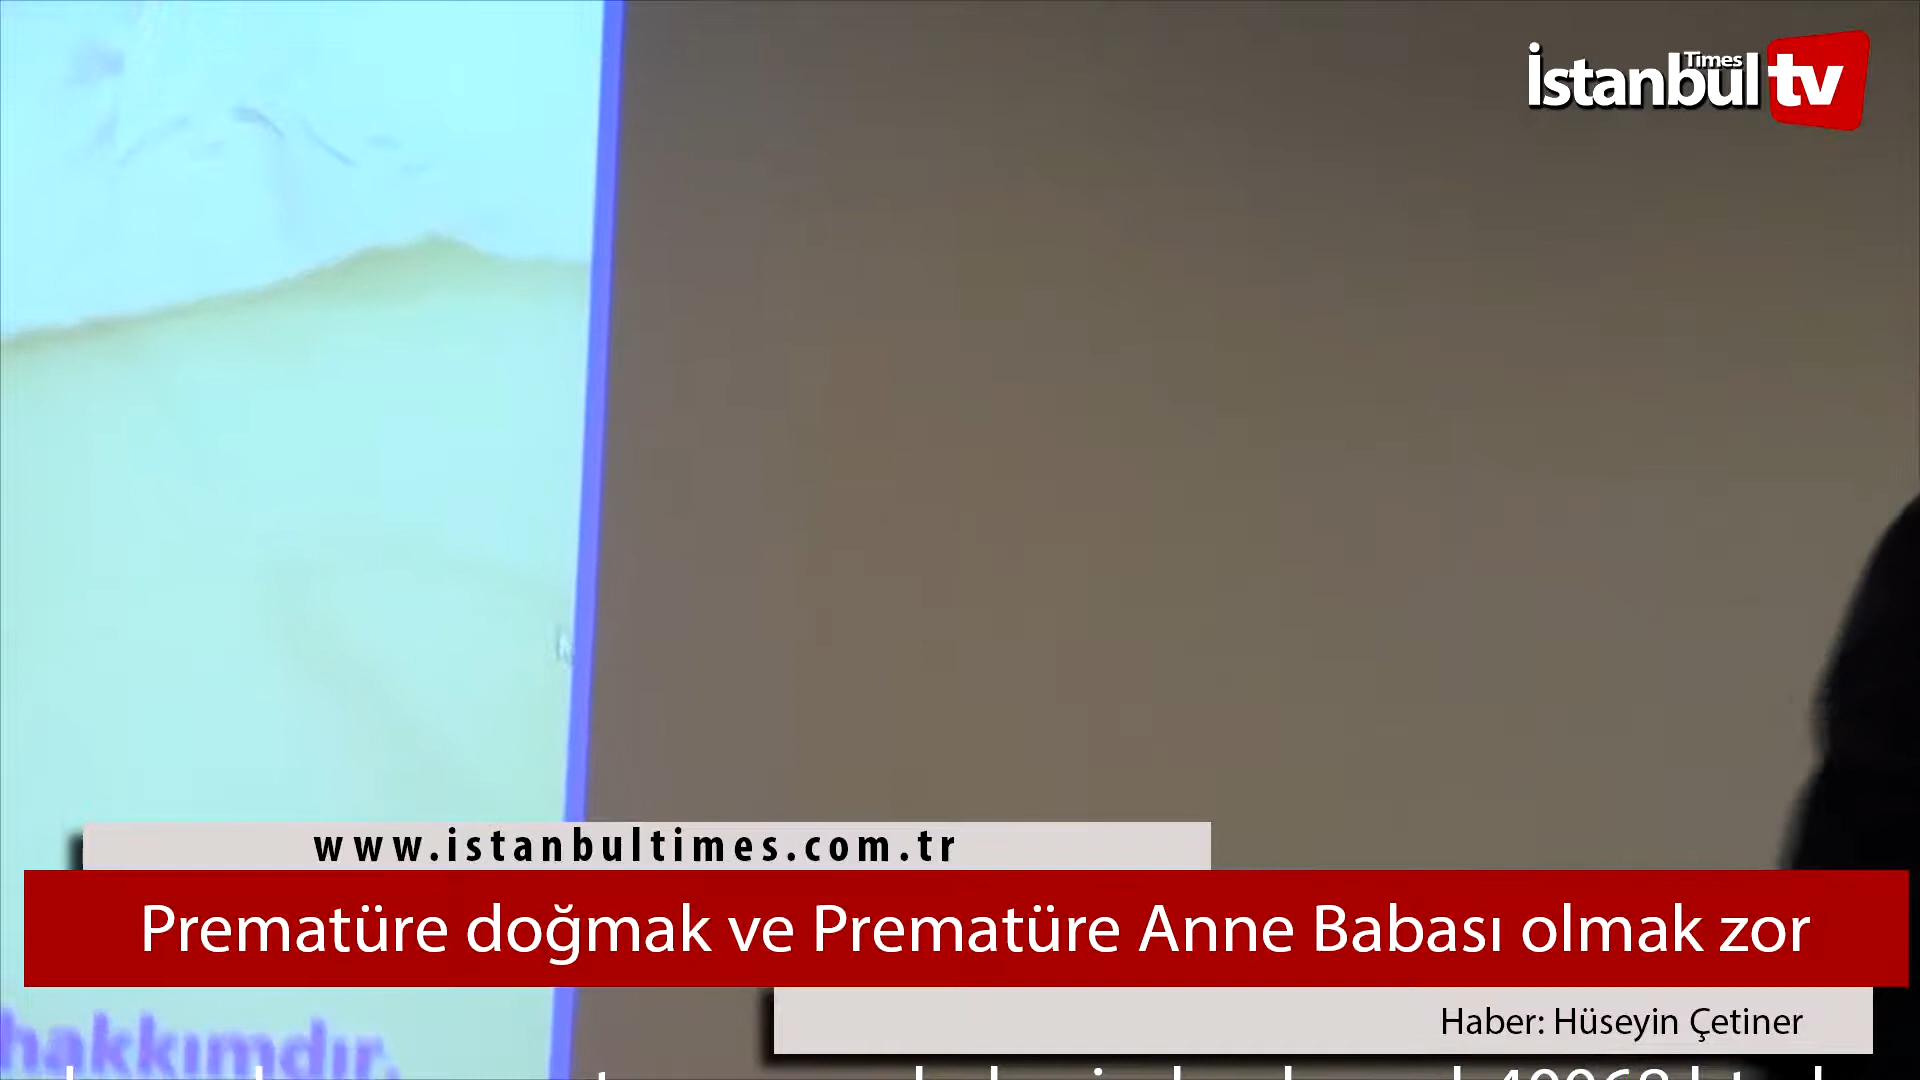 İstanbul Times tv
www.istanbultimes.com.tr
Prematüre doğmak ve Prematüre Anne Babası olmak zor
Haber: Hüseyin Çetiner
hakkımdır.